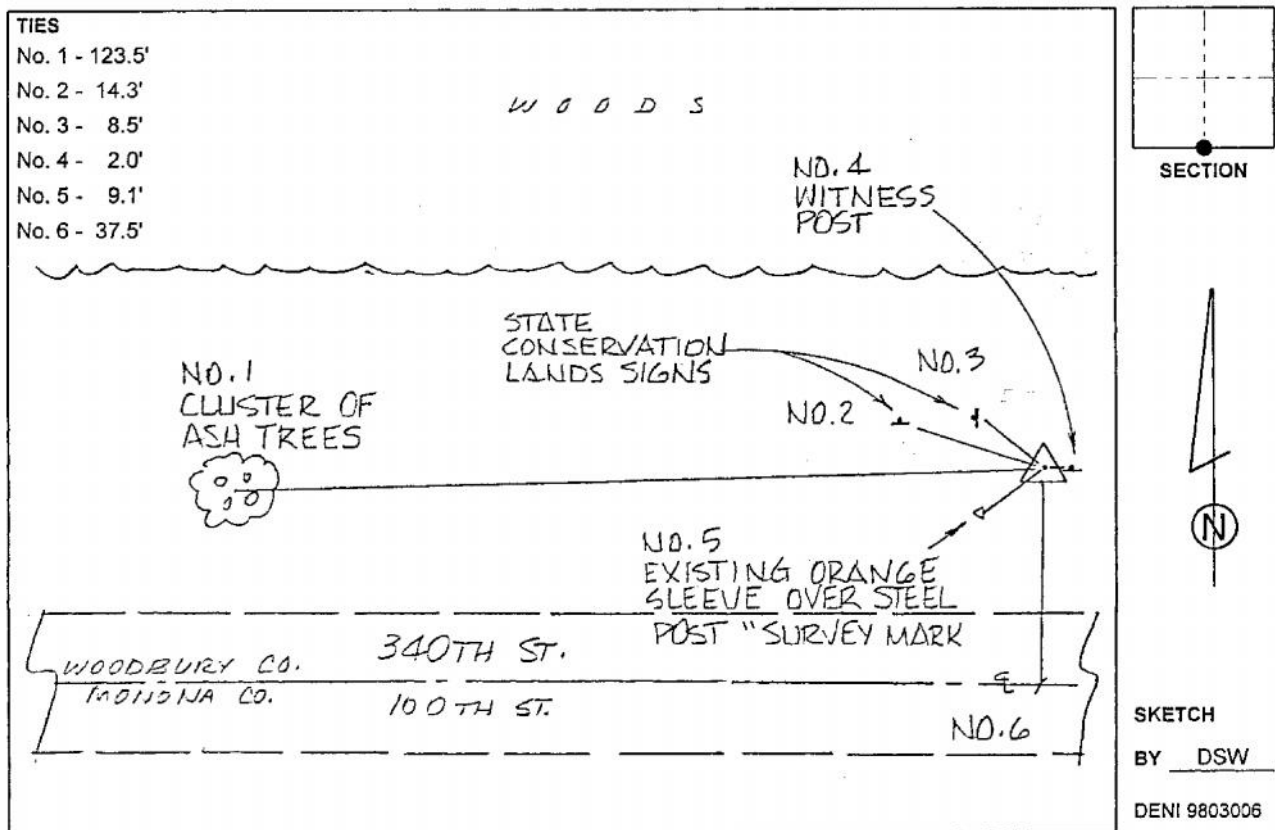 TIES
No. 1 - 123.5'
No. 2 - 14.3'
No. 3 - 8.5'
No. 4 - 2.0'
No. 5 - 9.1'
No. 6 - 37.5'
WOODS
NO. 4
WITNESS
POST
STATE
CONSERVATION
LANDS SIGNS
NO. 3
NO. 2
NO. 1
CLUSTER OF
ASH TREES
NO. 5
EXISTING ORANGE
SLEEVE OVER STEEL
POST "SURVEY MARK
340TH ST.
WOODBURY CO.
MONONA CO.
100TH ST.
℄
NO. 6
SECTION
N
SKETCH
BY DSW
DENI 9803006